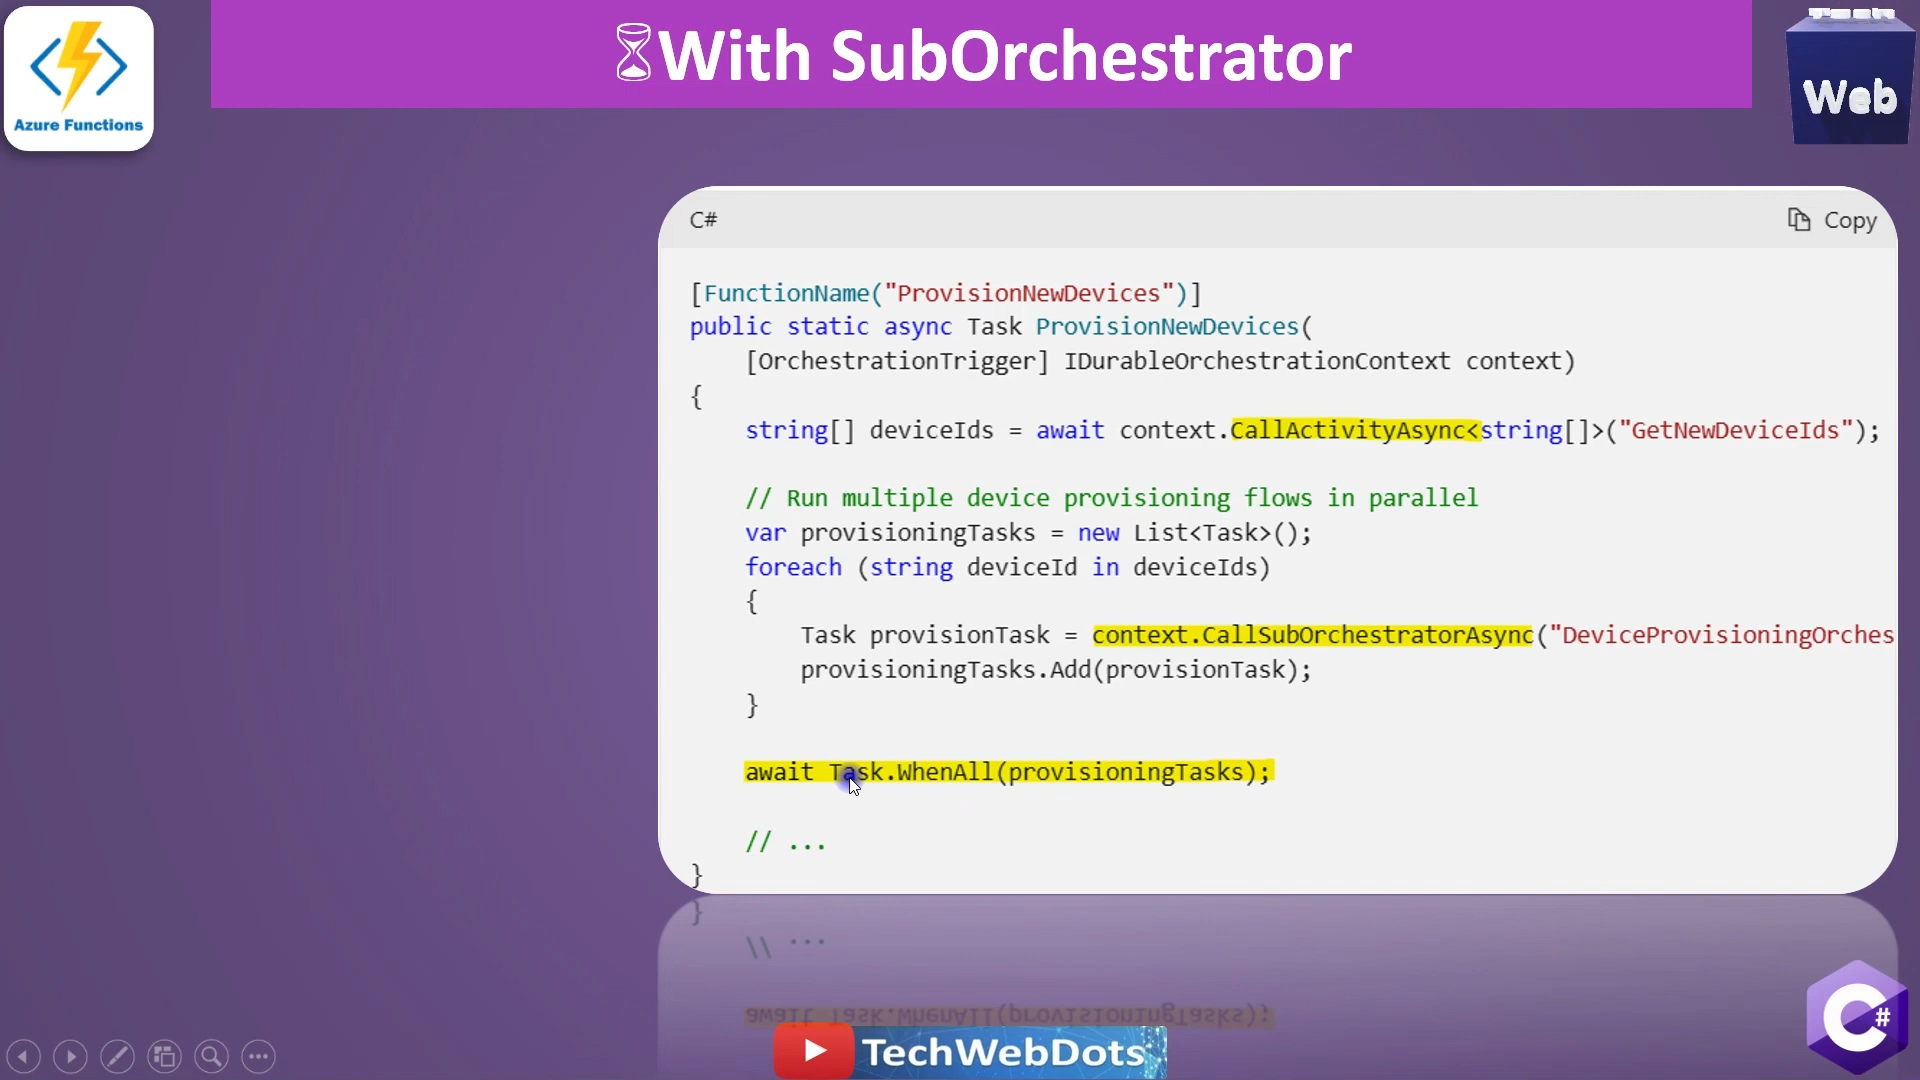 ⏳With SubOrchestrator
Azure Functions
Tech
Web
C#
Copy
[FunctionName("ProvisionNewDevices")]
public static async Task ProvisionNewDevices(
    [OrchestrationTrigger] IDurableOrchestrationContext context)
{
    string[] deviceIds = await context.CallActivityAsync<string[]>("GetNewDeviceIds");
    // Run multiple device provisioning flows in parallel
    var provisioningTasks = new List<Task>();
    foreach (string deviceId in deviceIds)
    {
        Task provisionTask = context.CallSubOrchestratorAsync("DeviceProvisioningOrches
        provisioningTasks.Add(provisionTask);
    }
    await Task.WhenAll(provisioningTasks);
    // ...
}
TechWebDots
C#